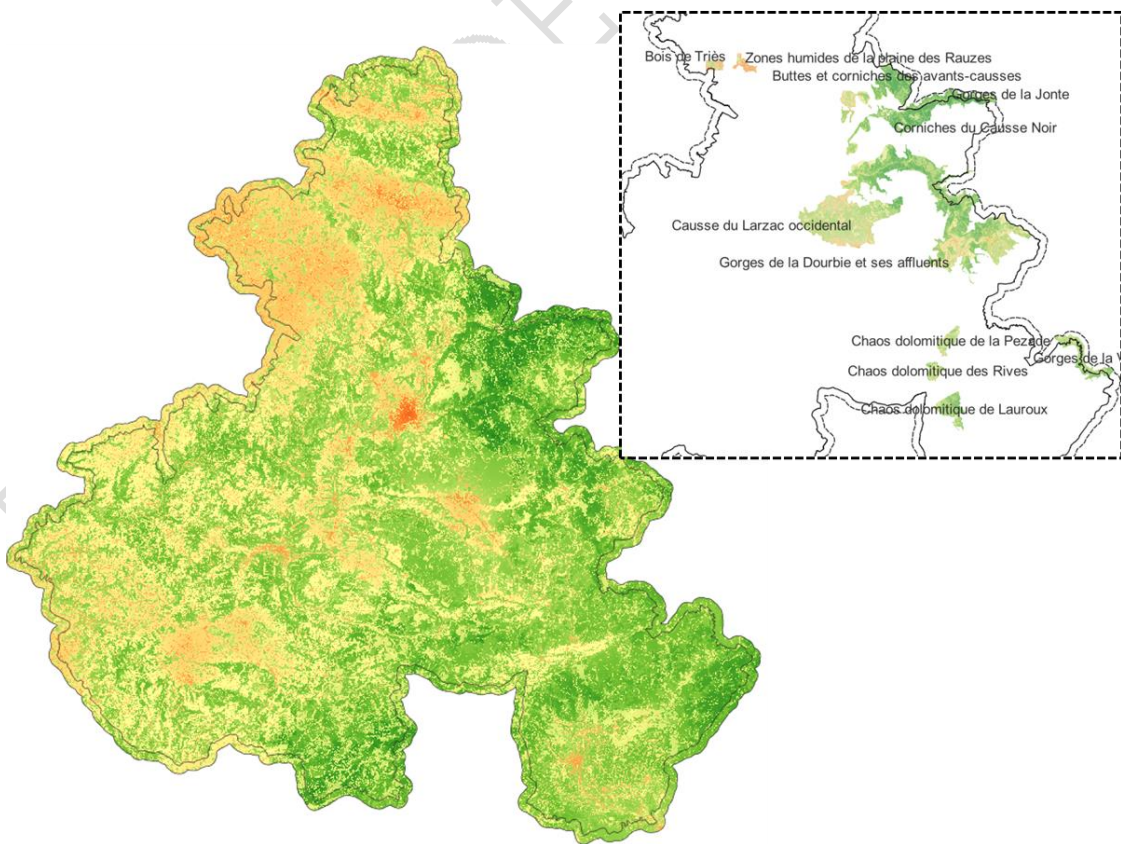 Bois de Triès
Zones humides de la plaine des Rauzes
Buttes et corniches des avants-causses
Gorges de la Jonte
Corniches du Causse Noir
Causse du Larzac occidental
Gorges de la Dourbie et ses affluents
Chaos dolomitique de la Pezade
Gorges de la V
Chaos dolomitique des Rives
Chaos dolomitique de Lauroux